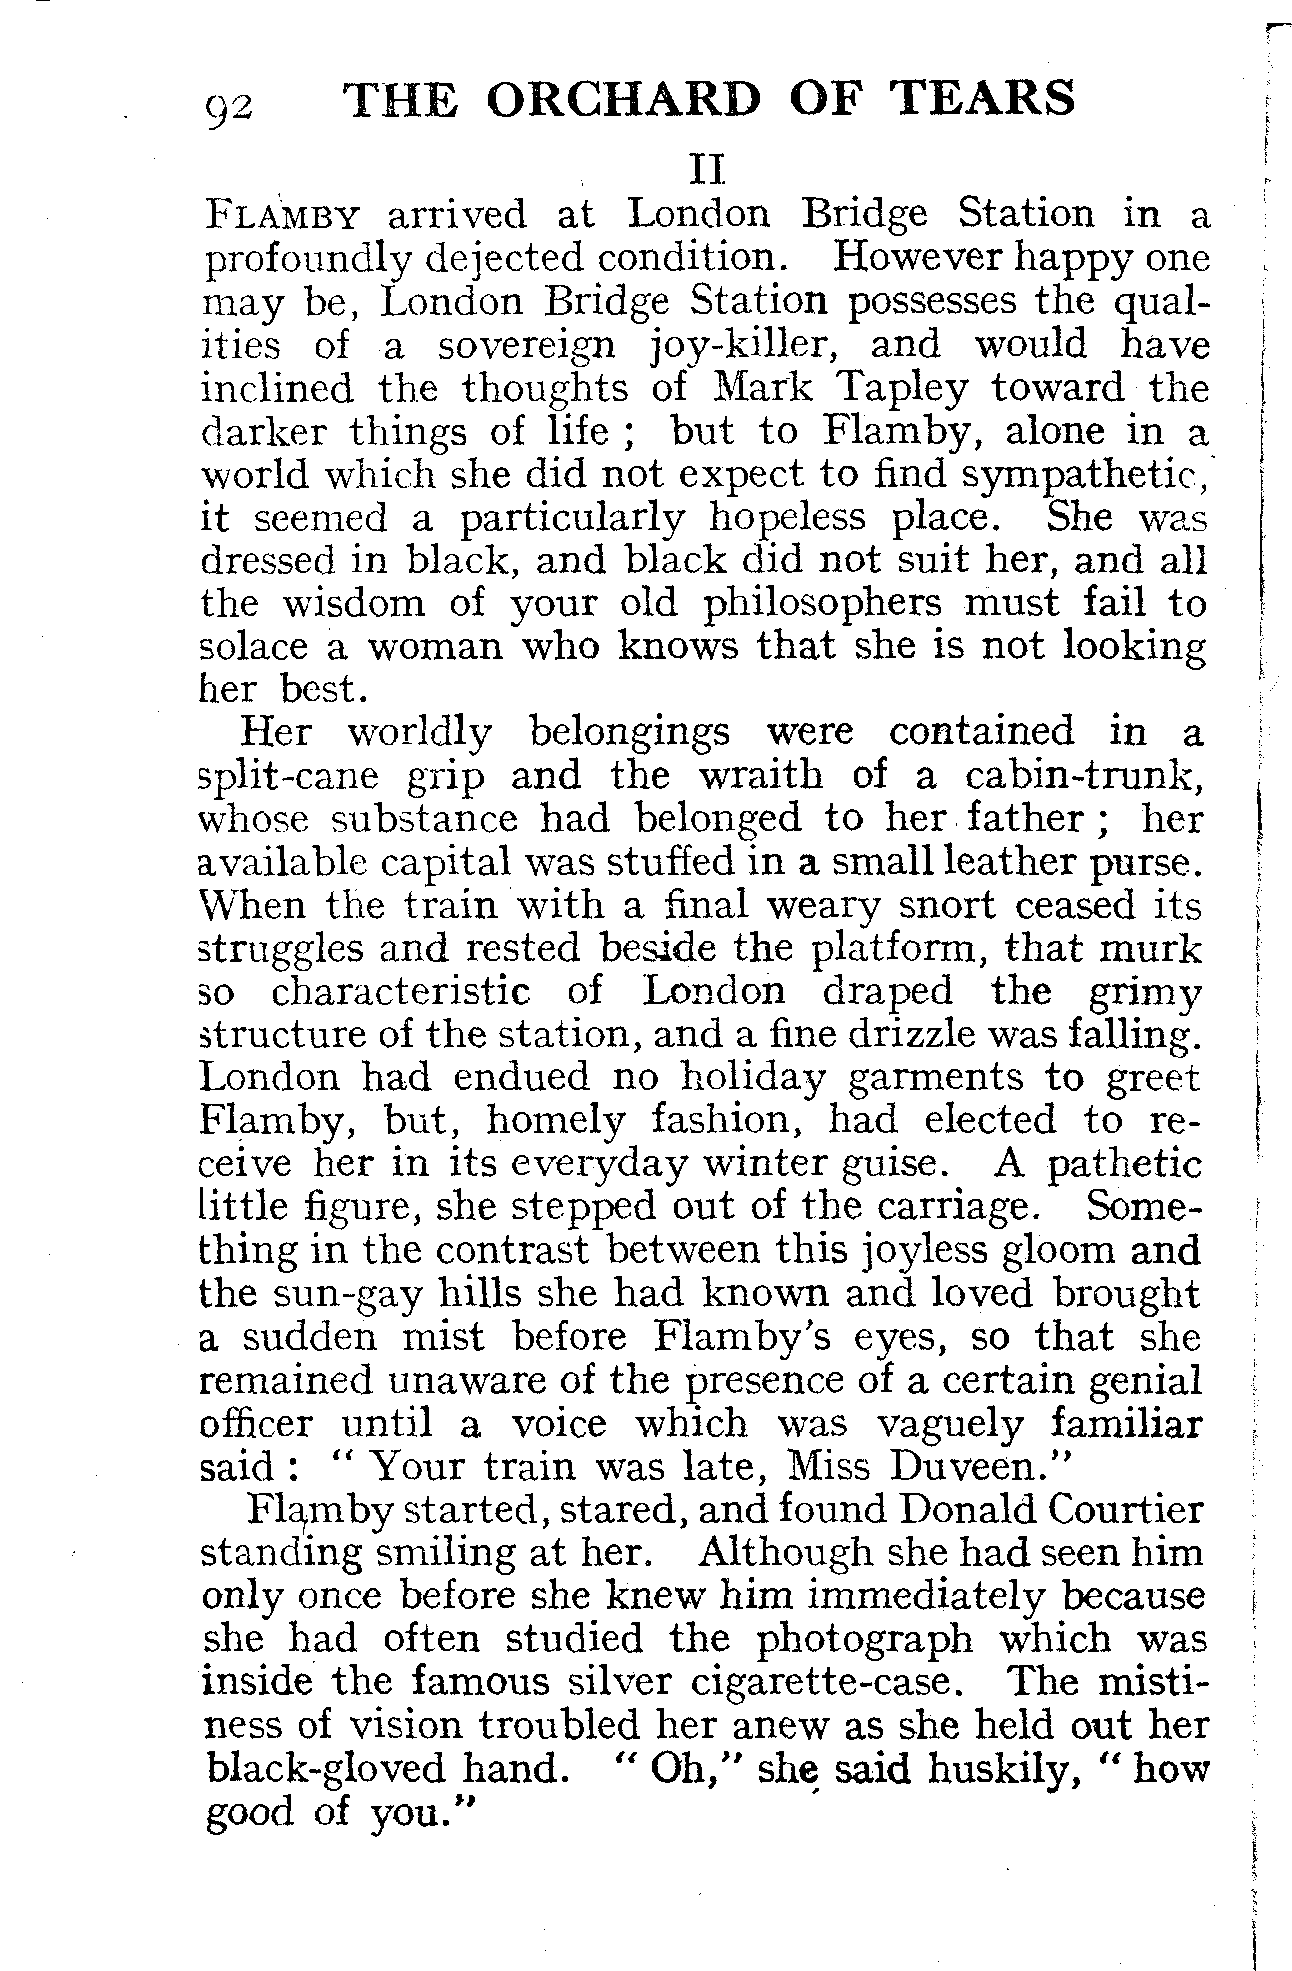 92 THE ORCHARD OF TEARS
II
FLAMBY arrived at London Bridge Station in a
profoundly dejected condition. However happy one
may be, London Bridge Station possesses the qual-
ities of a sovereign joy-killer, and would have
inclined the thoughts of Mark Tapley toward the
darker things of life ; but to Flamby, alone in a
world which she did not expect to find sympathetic,
it seemed a particularly hopeless place. She was
dressed in black, and black did not suit her, and all
the wisdom of your old philosophers must fail to
solace a woman who knows that she is not looking
her best.
Her worldly belongings were contained in a
split-cane grip and the wraith of a cabin-trunk,
whose substance had belonged to her father ; her
available capital was stuffed in a small leather purse.
When the train with a final weary snort ceased its
struggles and rested beside the platform, that murk
so characteristic of London draped the grimy
structure of the station, and a fine drizzle was falling.
London had endued no holiday garments to greet
Flamby, but, homely fashion, had elected to re-
ceive her in its everyday winter guise. A pathetic
little figure, she stepped out of the carriage. Some-
thing in the contrast between this joyless gloom and
the sun-gay hills she had known and loved brought
a sudden mist before Flamby's eyes, so that she
remained unaware of the presence of a certain genial
officer until a voice which was vaguely familiar
said : " Your train was late, Miss Duveen."
Flamby started, stared, and found Donald Courtier
standing smiling at her. Although she had seen him
only once before she knew him immediately because
she had often studied the photograph which was
inside the famous silver cigarette-case. The misti-
ness of vision troubled her anew as she held out her
black-gloved hand. " Oh," she said huskily, " how
good of you."